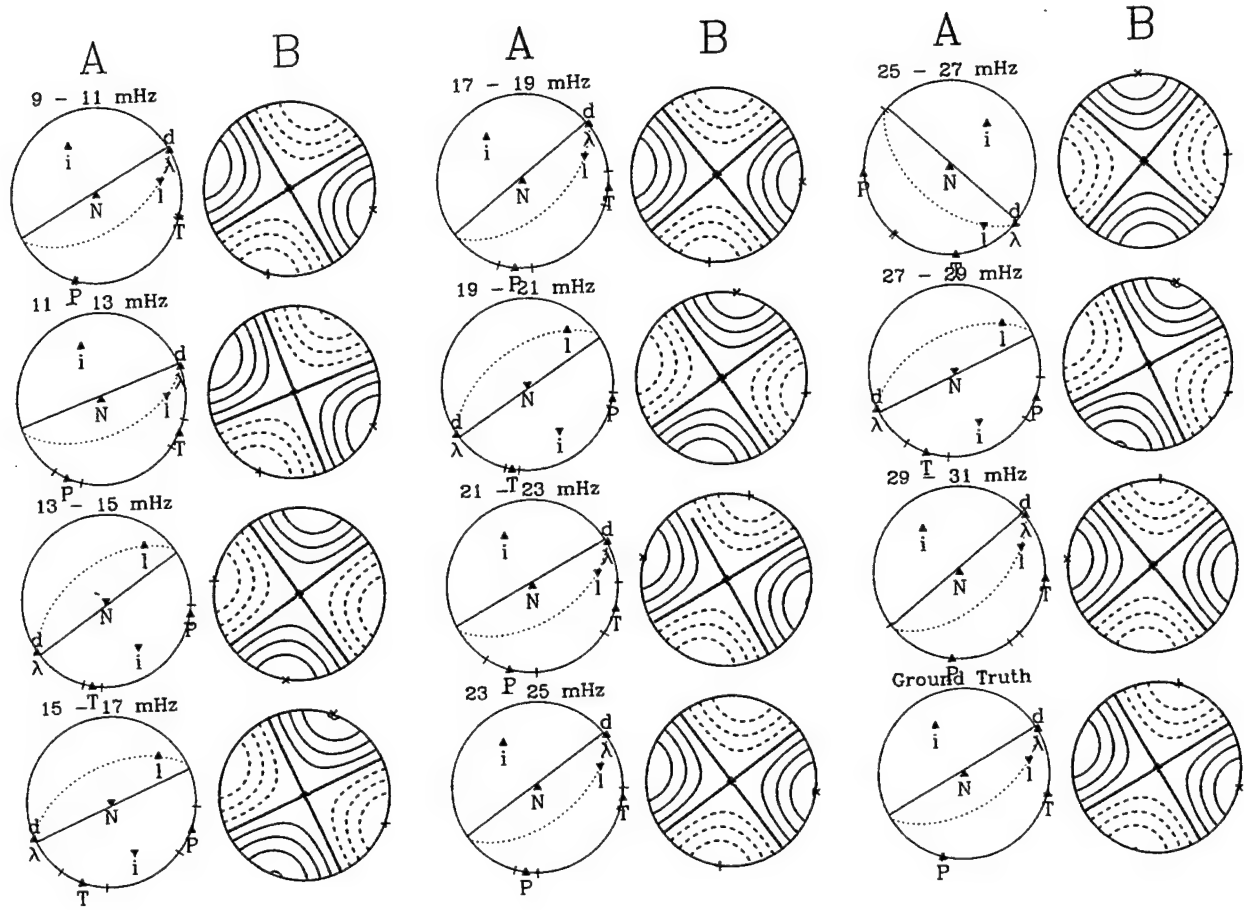 A B A B A B
9 - 11 mHz
d
λ
i
l
N
T
P
11 - 13 mHz
d
λ
i
l
N
T
P
13 - 15 mHz
l
N
d
λ
P
i
T
15 - 17 mHz
l
N
d
λ
P
i
T
17 - 19 mHz
d
λ
i
l
N
T
P
19 - 21 mHz
l
N
d
λ
P
i
T
21 - 23 mHz
d
λ
i
l
N
T
P
23 25 mHz
d
λ
i
l
N
T
P
25 - 27 mHz
i
N
P
d
i
λ
T
27 - 29 mHz
l
N
d
λ
P
i
T
29 - 31 mHz
d
λ
i
l
N
T
P
Ground Truth
d
λ
i
l
N
T
P